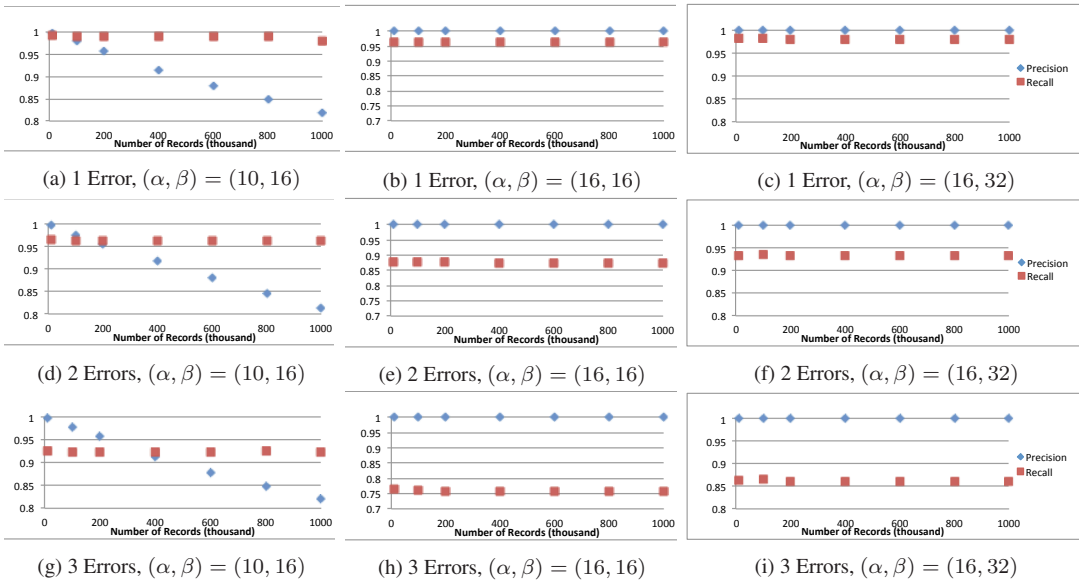 1
0.95
0.9
0.85
0.8
0 200 400 600 800 1000
Number of Records (thousand)
(a) 1 Error, (α, β) = (10, 16)
1
0.95
0.9
0.85
0.8
0.75
0.7
0 200 400 600 800 1000
Number of Records (thousand)
(b) 1 Error, (α, β) = (16, 16)
1
0.95
0.9
0.85
0.8
0 200 400 600 800 1000
Number of Records (thousand)
Precision
Recall
(c) 1 Error, (α, β) = (16, 32)
1
0.95
0.9
0.85
0.8
0 200 400 600 800 1000
Number of Records (thousand)
(d) 2 Errors, (α, β) = (10, 16)
1
0.95
0.9
0.85
0.8
0.75
0.7
0 200 400 600 800 1000
Number of Records (thousand)
(e) 2 Errors, (α, β) = (16, 16)
1
0.95
0.9
0.85
0.8
0 200 400 600 800 1000
Number of Records (thousand)
Precision
Recall
(f) 2 Errors, (α, β) = (16, 32)
1
0.95
0.9
0.85
0.8
0 200 400 600 800 1000
Number of Records (thousand)
(g) 3 Errors, (α, β) = (10, 16)
1
0.95
0.9
0.85
0.8
0.75
0.7
0 200 400 600 800 1000
Number of Records (thousand)
(h) 3 Errors, (α, β) = (16, 16)
1
0.95
0.9
0.85
0.8
0 200 400 600 800 1000
Number of Records (thousand)
Precision
Recall
(i) 3 Errors, (α, β) = (16, 32)